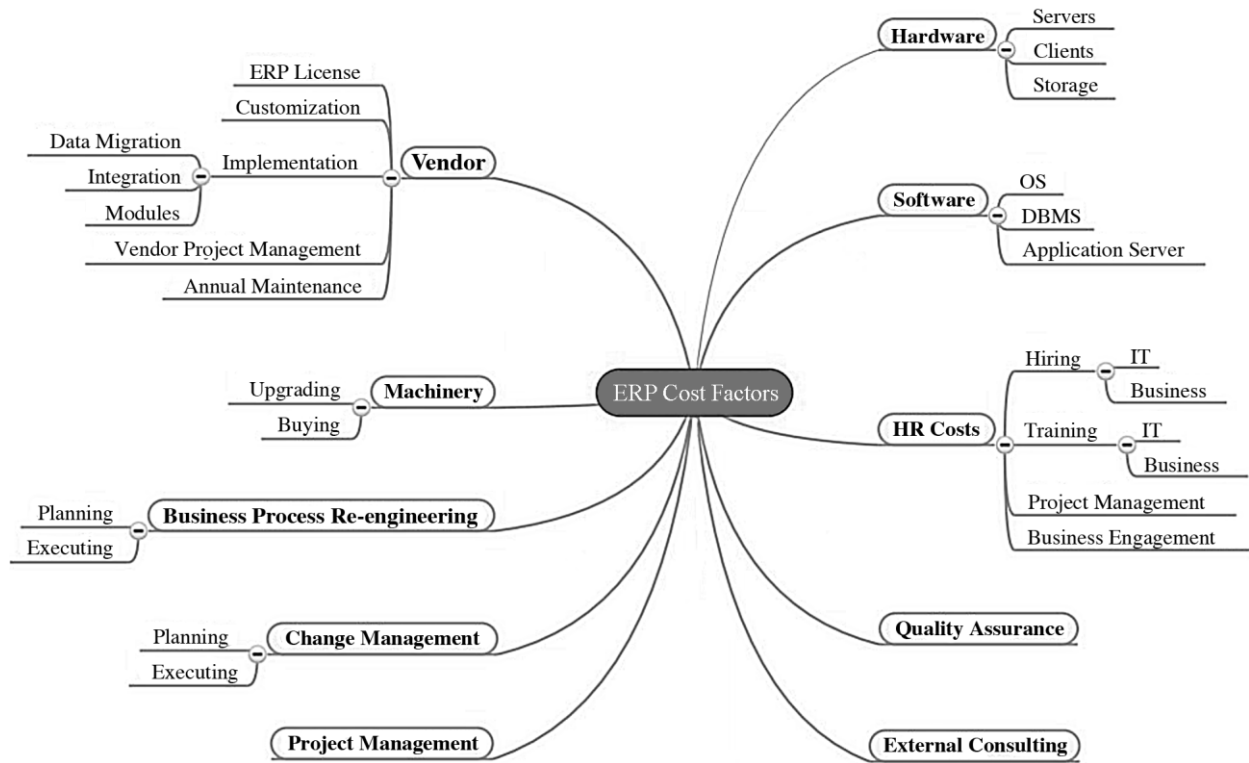 ERP Cost Factors
Hardware
Servers
Clients
Storage
Software
OS
DBMS
Application Server
HR Costs
Hiring
IT
Business
Training
IT
Business
Project Management
Business Engagement
Quality Assurance
External Consulting
Vendor
ERP License
Customization
Implementation
Data Migration
Integration
Modules
Vendor Project Management
Annual Maintenance
Machinery
Upgrading
Buying
Business Process Re-engineering
Planning
Executing
Change Management
Planning
Executing
Project Management